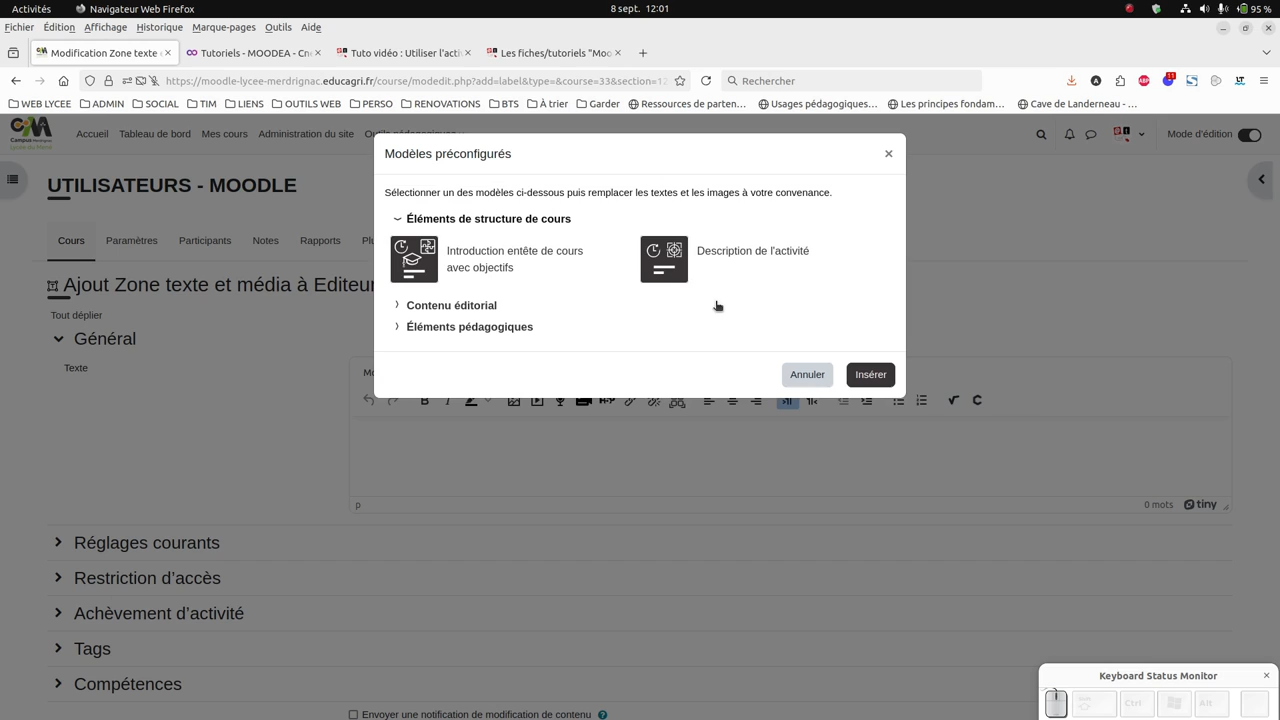 Activités
Navigateur Web Firefox
8 sept. 12:01
95 %
Fichier Édition Affichage Historique Marque-pages Outils Aide
Modification Zone texte
Tutoriels - MOODEA - Cne
Tuto vidéo : Utiliser l'acti
Les fiches/tutoriels "Moo
https://moodle-lycee-merdrignac.educagri.fr/course/modedit.php?add=label&type=&course=33&section=12
Rechercher
11
WEB LYCEE ADMIN SOCIAL TIM LIENS OUTILS WEB PERSO RENOVATIONS BTS À trier Garder Ressources de parten… Usages pédagogiques… Les principes fondam… Cave de Landerneau - …
Accueil Tableau de bord Mes cours Administration du site Outils pédagogiques
Mode d'édition
UTILISATEURS - MOODLE
Cours Paramètres Participants Notes Rapports
Ajout Zone texte et média à Editeur
Tout déplier
Général
Texte
Modèles préconfigurés
Sélectionner un des modèles ci-dessous puis remplacer les textes et les images à votre convenance.
Éléments de structure de cours
Introduction entête de cours
avec objectifs
Description de l'activité
Contenu éditorial
Éléments pédagogiques
Annuler
Insérer
p
0 mots
tiny
Réglages courants
Restriction d'accès
Achèvement d'activité
Tags
Compétences
Envoyer une notification de modification de contenu
Keyboard Status Monitor
Ctrl
Alt